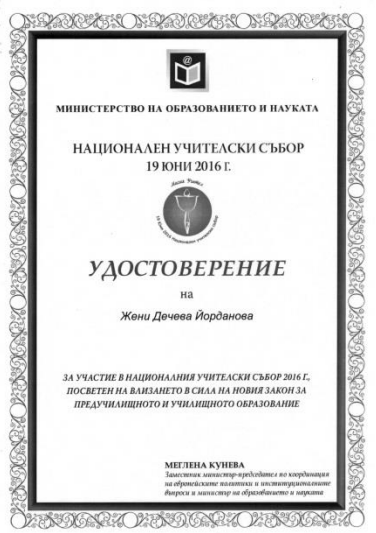 @
МИНИСТЕРСТВО НА ОБРАЗОВАНИЕТО И НАУКАТА
НАЦИОНАЛЕН УЧИТЕЛСКИ СЪБОР
19 ЮНИ 2016 Г.
УДОСТОВЕРЕНИЕ
на
Жени Дечева Йорданова
ЗА УЧАСТИЕ В НАЦИОНАЛНИЯ УЧИТЕЛСКИ СЪБОР 2016 Г.,
ПОСВЕТЕН НА ВЛИЗАНЕТО В СИЛА НА НОВИЯ ЗАКОН ЗА
ПРЕДУЧИЛИЩНОТО И УЧИЛИЩНОТО ОБРАЗОВАНИЕ
МЕГЛЕНА КУНЕВА
Заместник министър-председател по координация
на европейските политики и институционалните
въпроси и министър на образованието и науката